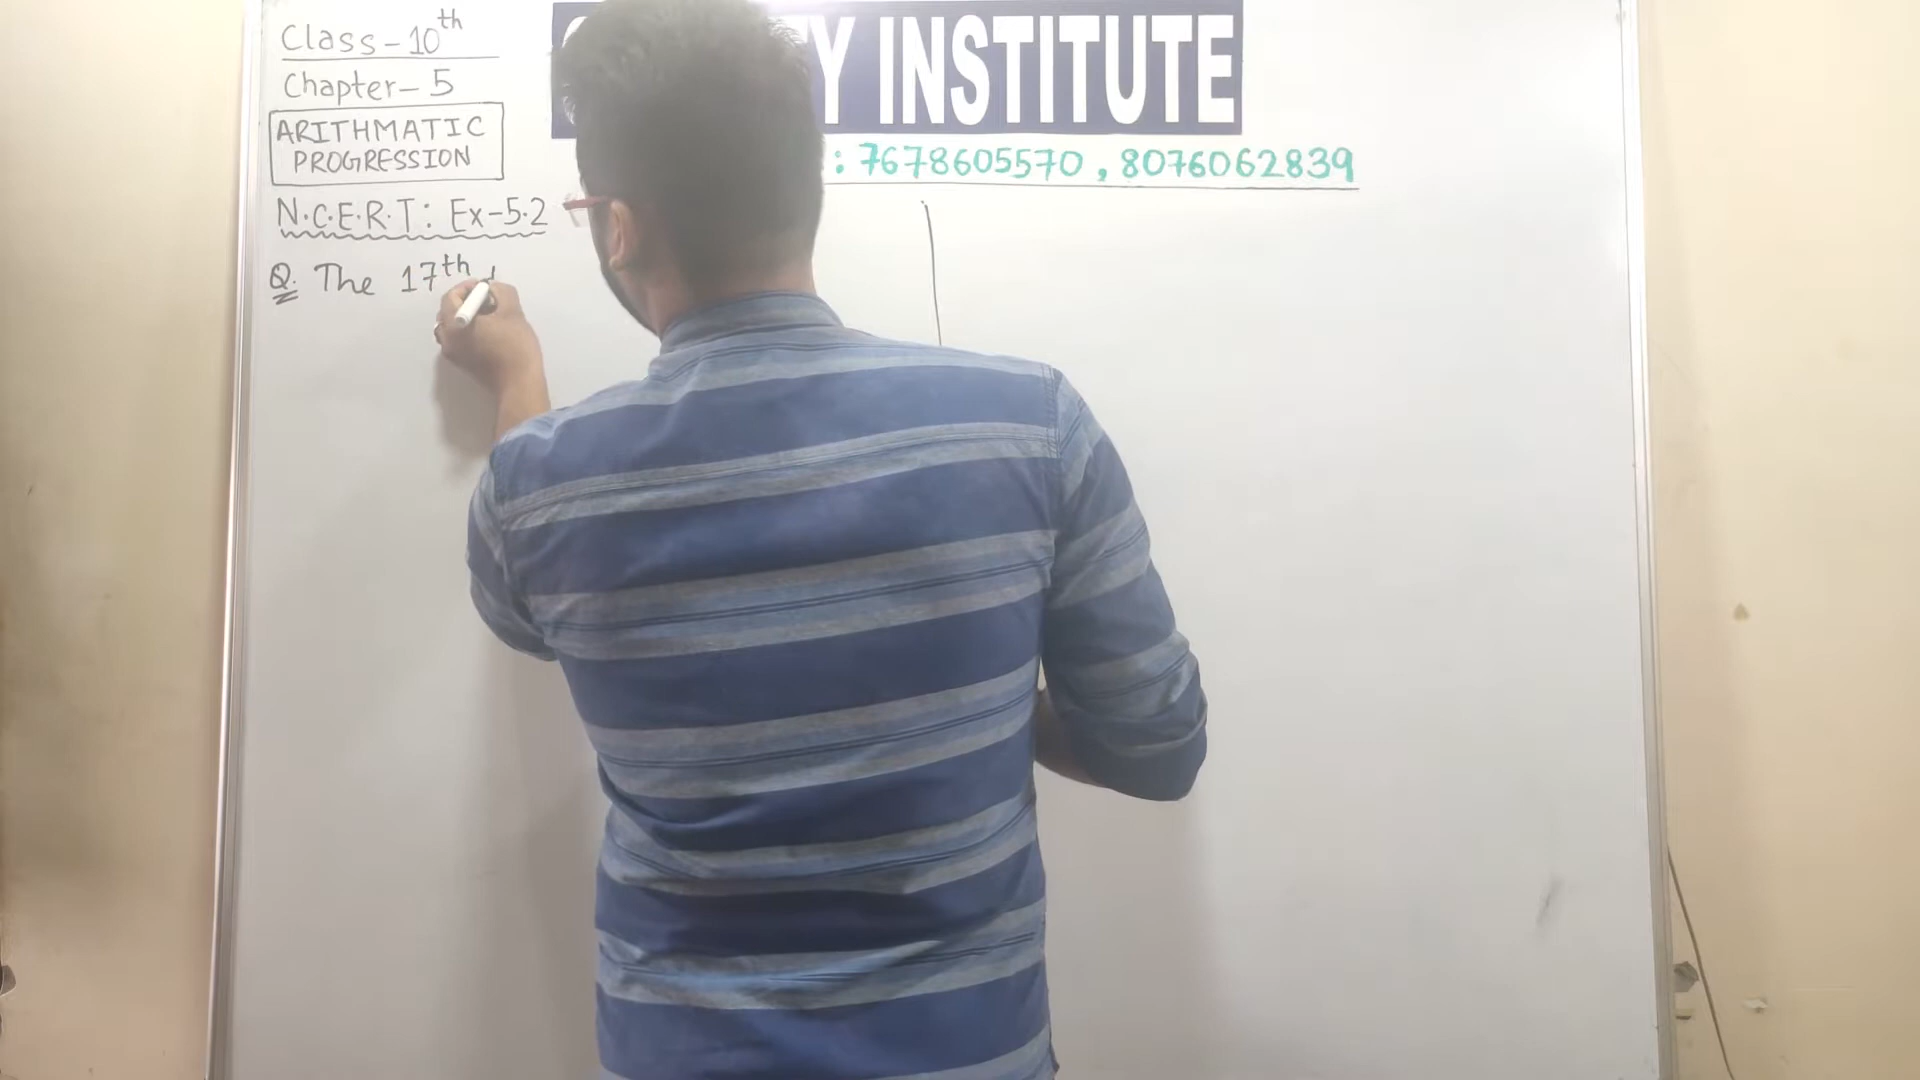 Class-10th
Chapter-5
ARITHMATIC
PROGRESSION
N.C.E.R.T: Ex-5.2
Q. The 17th
INSTITUTE
: 7678605570, 8076062839